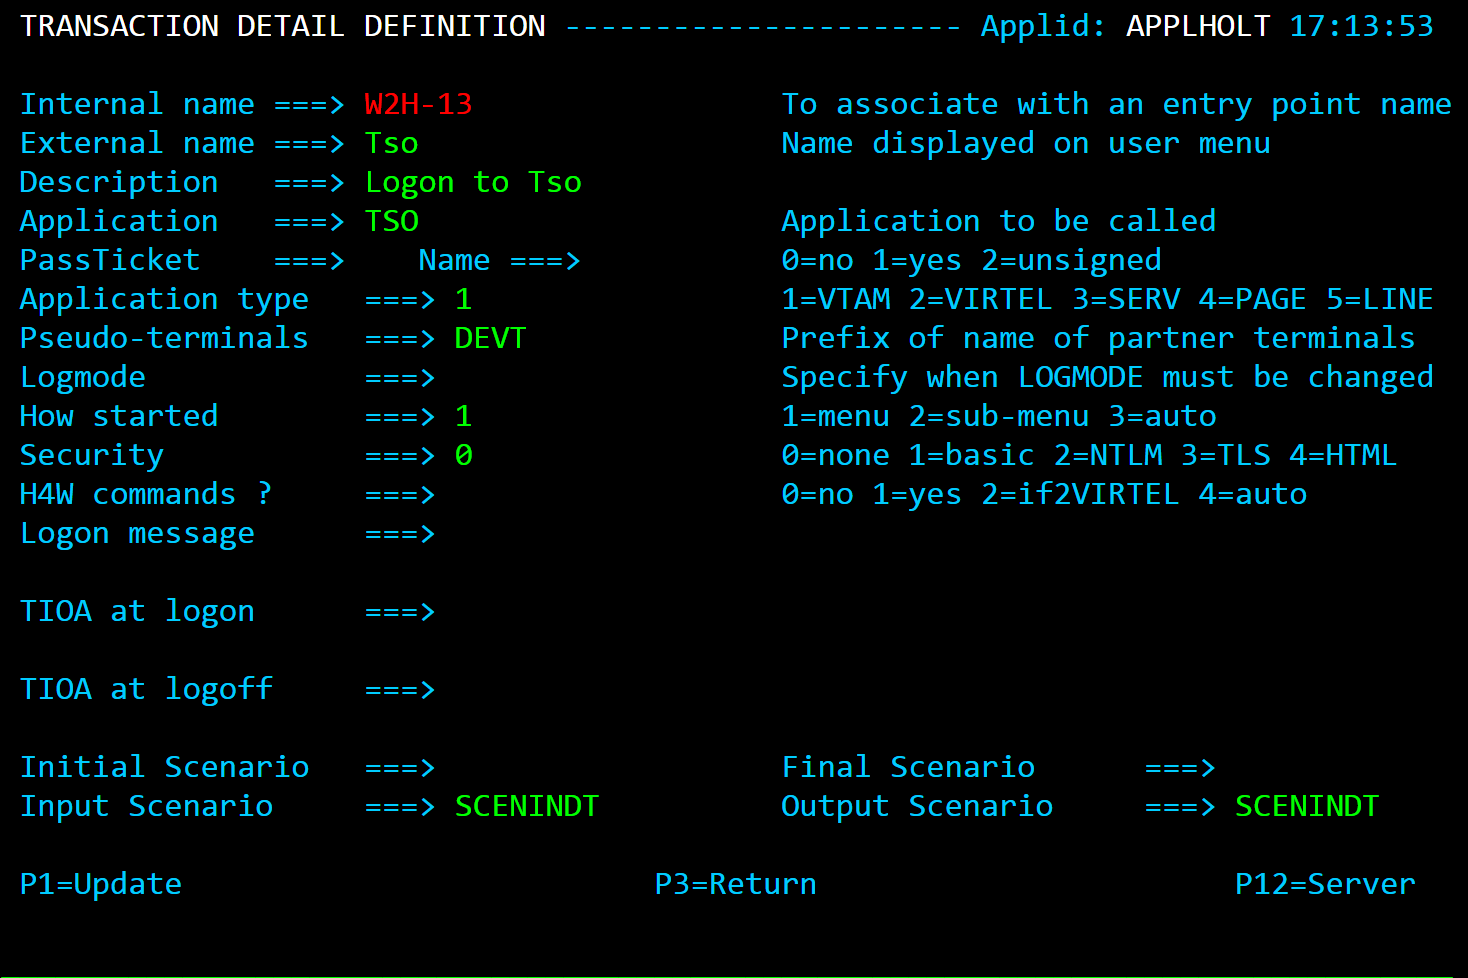 TRANSACTION DETAIL DEFINITION ---------------------- Applid: APPLHOLT 17:13:53
Internal name ===> W2H-13 To associate with an entry point name
External name ===> Tso Name displayed on user menu
Description ===> Logon to Tso
Application ===> TSO Application to be called
PassTicket ===> Name ===> 0=no 1=yes 2=unsigned
Application type ===> 1 1=VTAM 2=VIRTEL 3=SERV 4=PAGE 5=LINE
Pseudo-terminals ===> DEVT Prefix of name of partner terminals
Logmode ===> Specify when LOGMODE must be changed
How started ===> 1 1=menu 2=sub-menu 3=auto
Security ===> 0 0=none 1=basic 2=NTLM 3=TLS 4=HTML
H4W commands ? ===> 0=no 1=yes 2=if2VIRTEL 4=auto
Logon message ===>
TIOA at logon ===>
TIOA at logoff ===>
Initial Scenario ===> Final Scenario ===>
Input Scenario ===> SCENINDT Output Scenario ===> SCENINDT
P1=Update P3=Return P12=Server